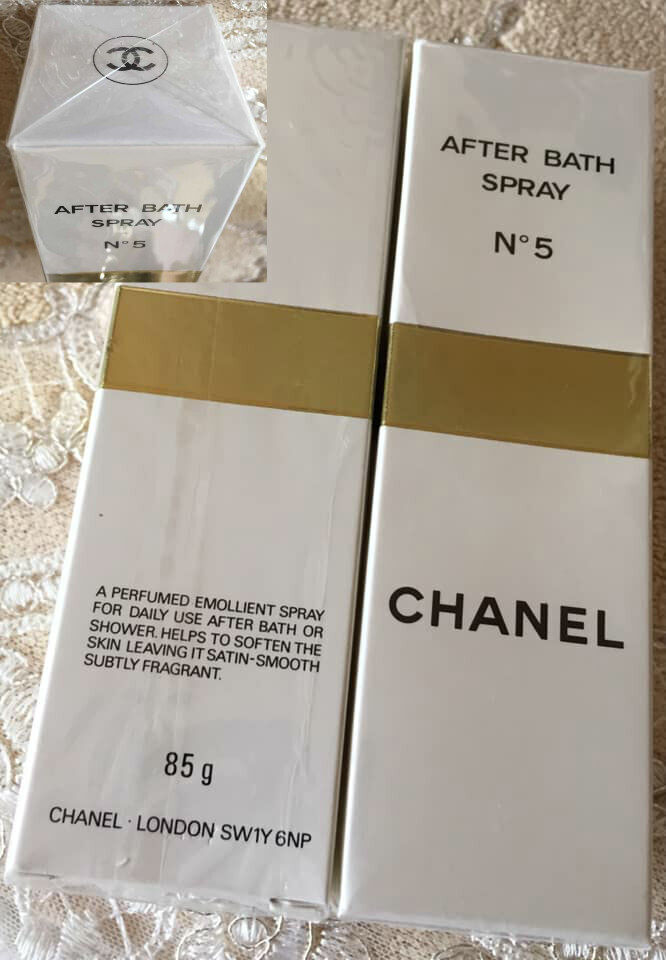 AFTER BATH
SPRAY
N°5
A PERFUMED EMOLLIENT SPRAY
FOR DAILY USE AFTER BATH OR
SHOWER. HELPS TO SOFTEN THE
SKIN LEAVING IT SATIN-SMOOTH
SUBTLY FRAGRANT.
85 g
CHANEL · LONDON SW1Y 6NP
AFTER BATH
SPRAY
N°5
CHANEL